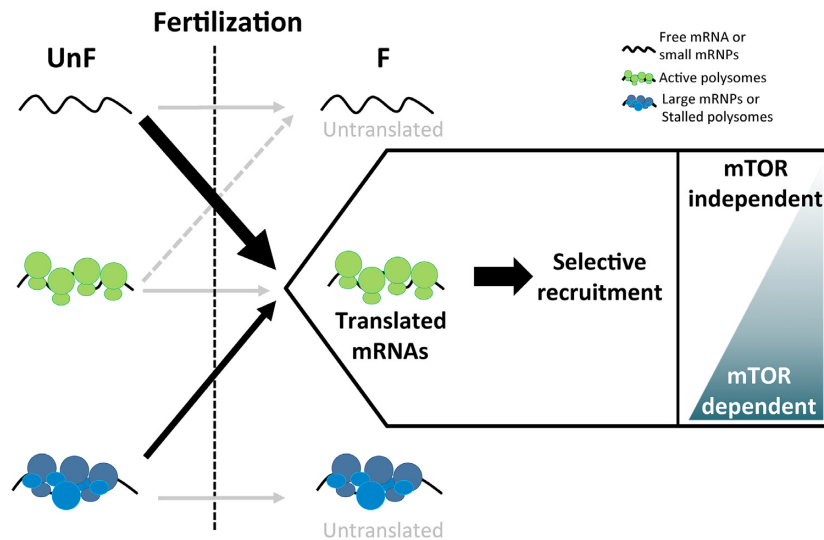 Fertilization
UnF
F
Free mRNA or
small mRNPs
Active polysomes
Large mRNPs or
Stalled polysomes
Untranslated
mTOR
independent
Selective
recruitment
Translated
mRNAs
mTOR
dependent
Untranslated